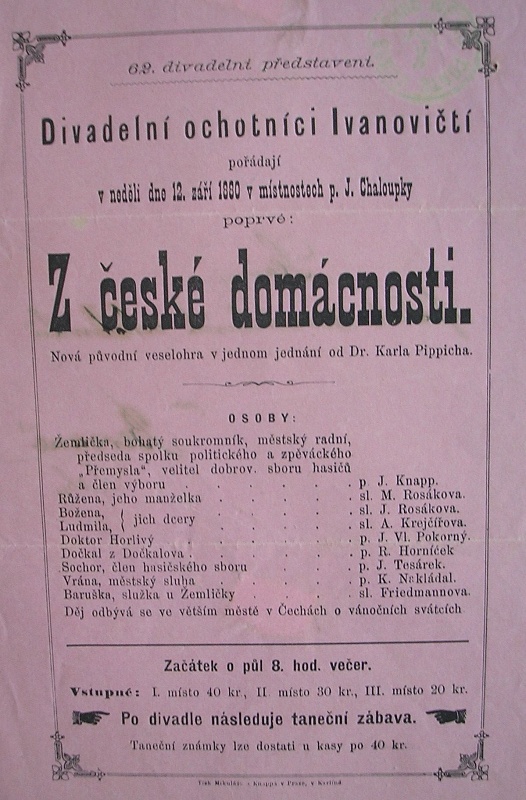 62. divadelní představení.
Divadelní ochotníci Ivanovičtí
pořádají
v neděli dne 12. září 1880 v místnostech p. J. Chaloupky
poprvé:
Z české domácnosti.
Nová původní veselohra v jednom jednání od Dr. Karla Pippicha.
OSOBY:
Žemlička, bohatý soukromník, městský radní,
předseda spolku politického a zpěváckého
„Přemysla“, velitel dobrov. sboru hasičů
a člen výboru . . . . . p. J. Knapp.
Růžena, jeho manželka . . . . . sl. M. Rosákova.
Božena, } jich dcery . . . . sl. J. Rosákova.
Ludmila, . . . . sl. A. Krejčířova.
Doktor Horlivý . . . . . p. J. Vl. Pokorný.
Dočkal z Dočkalova . . . . . p. R. Horníček
Sochor, člen hasičského sboru . . . . p. J. Tesárek.
Vrána, městský sluha . . . . . p. K. Nakládal.
Baruška, služka u Žemličky . . . . sl. Friedmannova.
Děj odbývá se ve větším městě v Čechách o vánočních svátcích
Začátek o půl 8. hod. večer.
Vstupné: I. místo 40 kr., II. místo 30 kr., III. místo 20 kr.
Po divadle následuje taneční zábava.
Taneční známky lze dostati u kasy po 40 kr.
Tisk Mikuláše a Knappa v Praze, v Karlíně